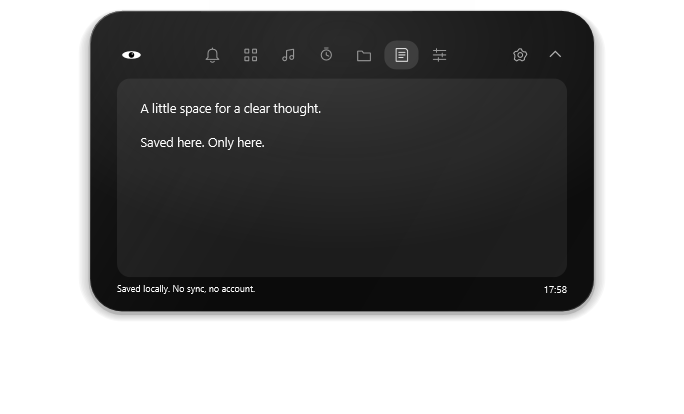 A little space for a clear thought.
Saved here. Only here.
Saved locally. No sync, no account.
17:58